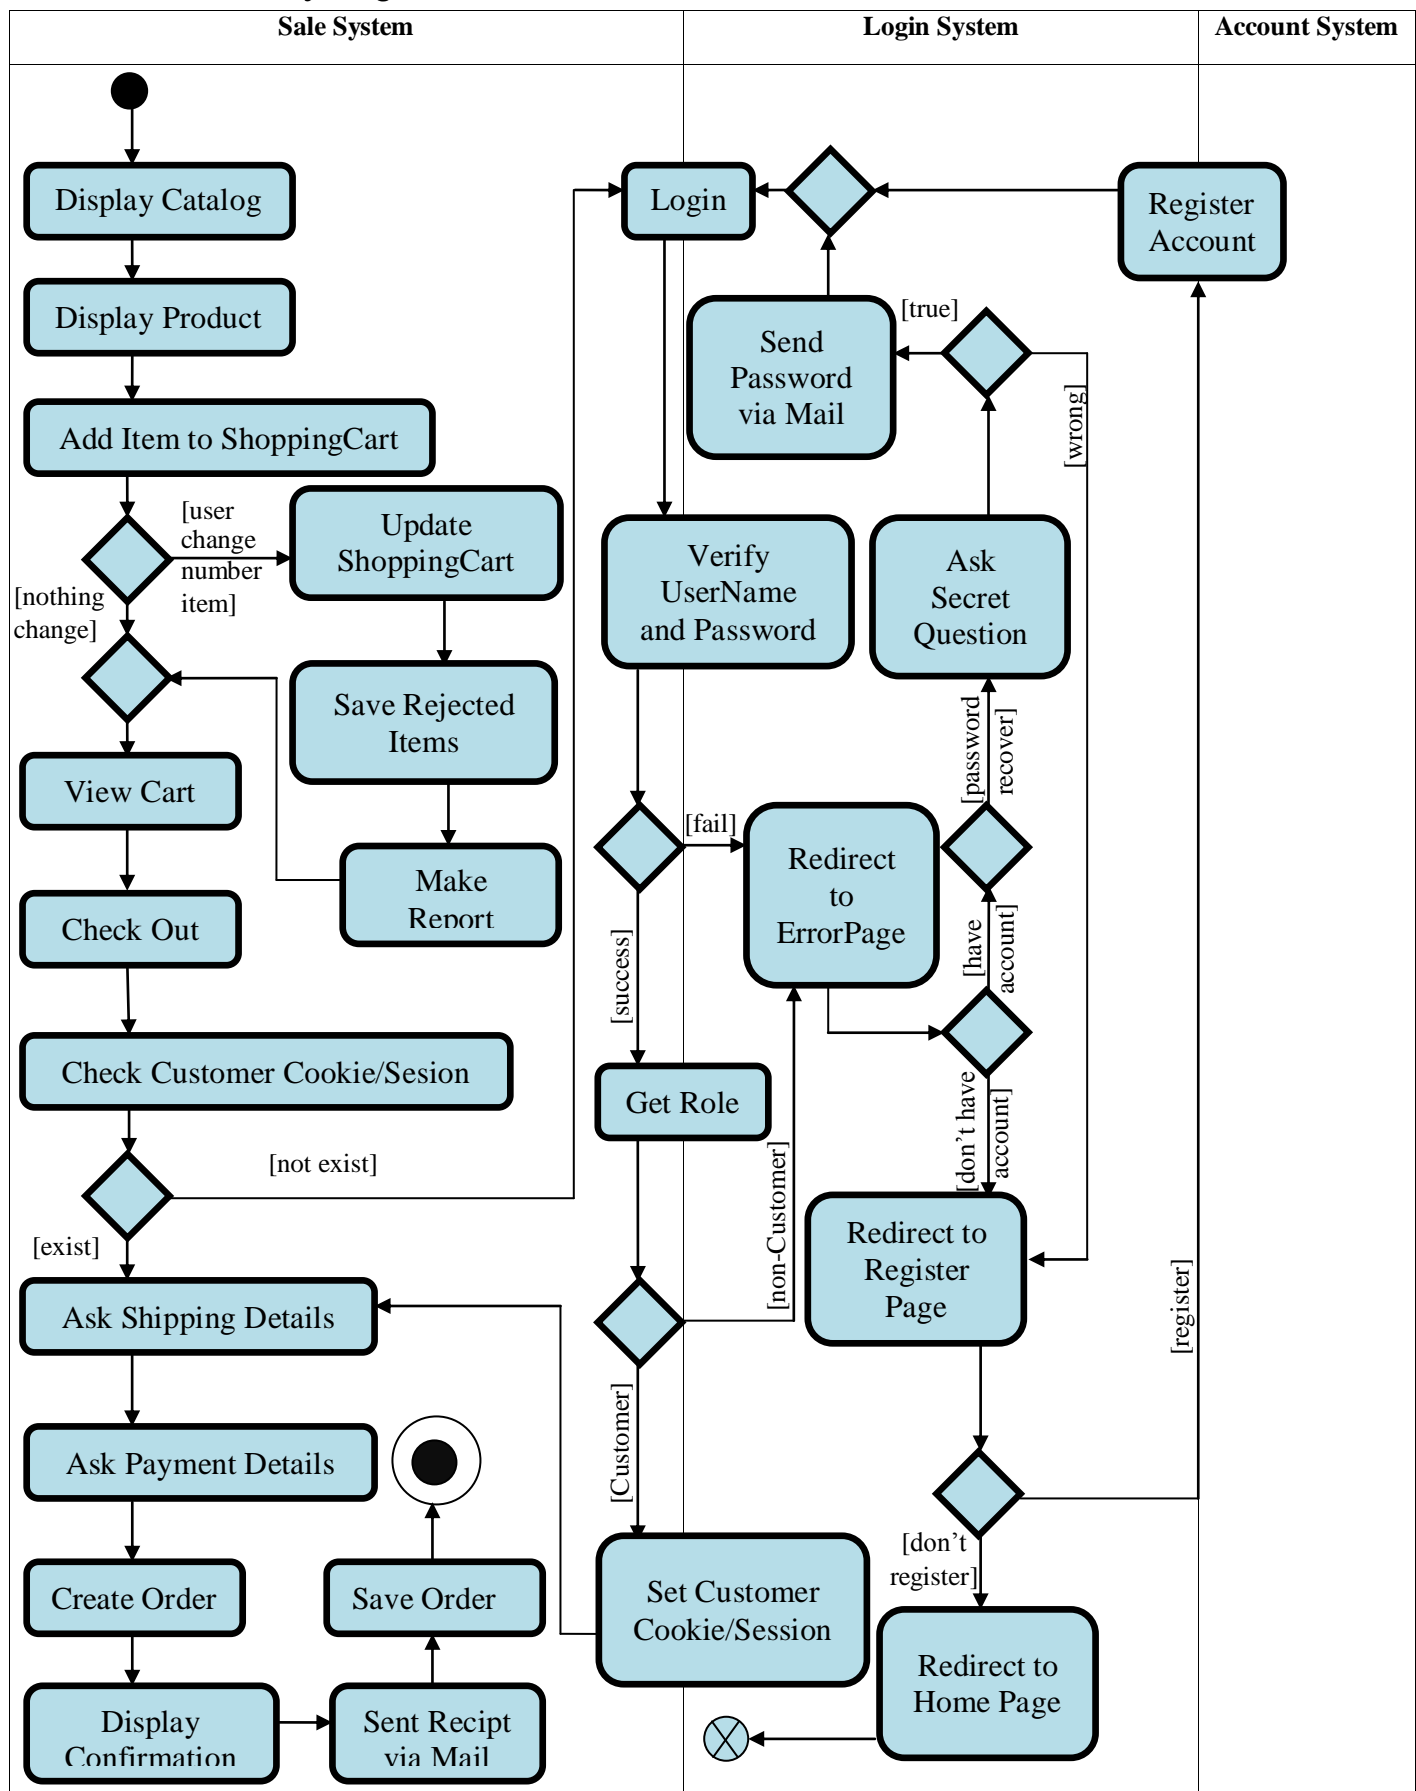 Sale System
Login System
Account System
Display Catalog
Login
Register
Account
Display Product
Send
Password
via Mail
[true]
[wrong]
Add Item to ShoppingCart
[user
change
number
item]
Update
ShoppingCart
Verify
UserName
and Password
Ask
Secret
Question
[nothing
change]
Save Rejected
Items
[password
recover]
View Cart
[fail]
Redirect
to
ErrorPage
Make
Report
Check Out
[success]
[have
account]
Check Customer Cookie/Sesion
Get Role
[don't have
account]
[not exist]
[non-Customer]
[exist]
Redirect to
Register
Page
[register]
Ask Shipping Details
[Customer]
Ask Payment Details
[don't
register]
Create Order
Save Order
Set Customer
Cookie/Session
Redirect to
Home Page
Display
Confirmation
Sent Recipt
via Mail